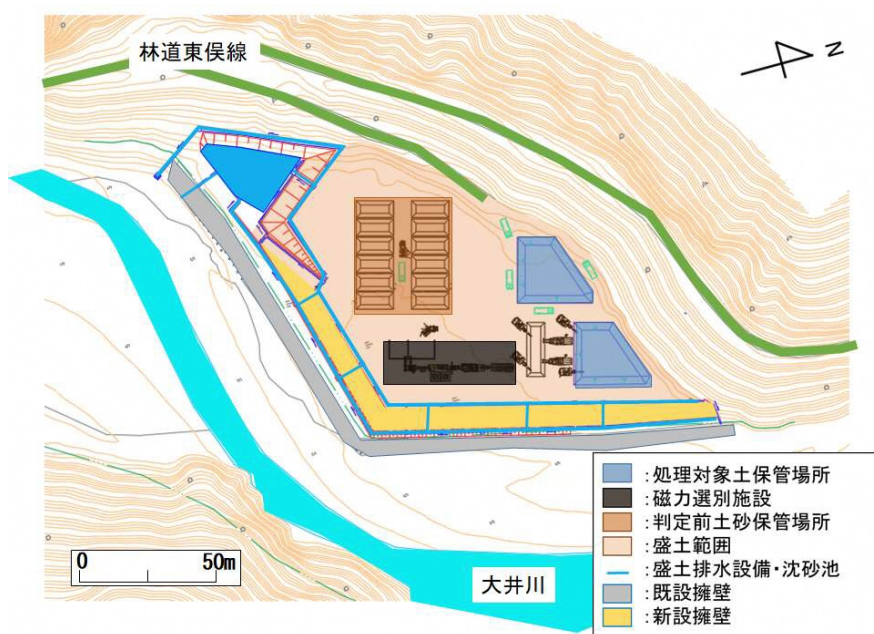 林道東俣線
N
0 50m
大井川
:処理対象土保管場所
:磁力選別施設
:判定前土砂保管場所
:盛土範囲
:盛土排水設備・沈砂池
:既設擁壁
:新設擁壁